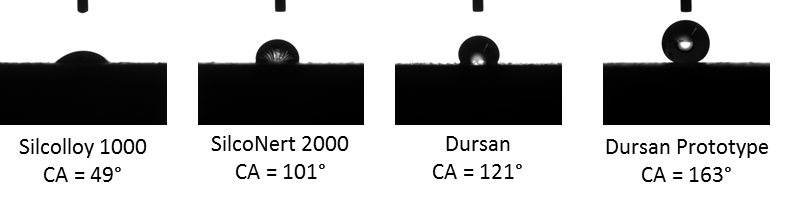 Silcolloy 1000
CA = 49°
SilcoNert 2000
CA = 101°
Dursan
CA = 121°
Dursan Prototype
CA = 163°